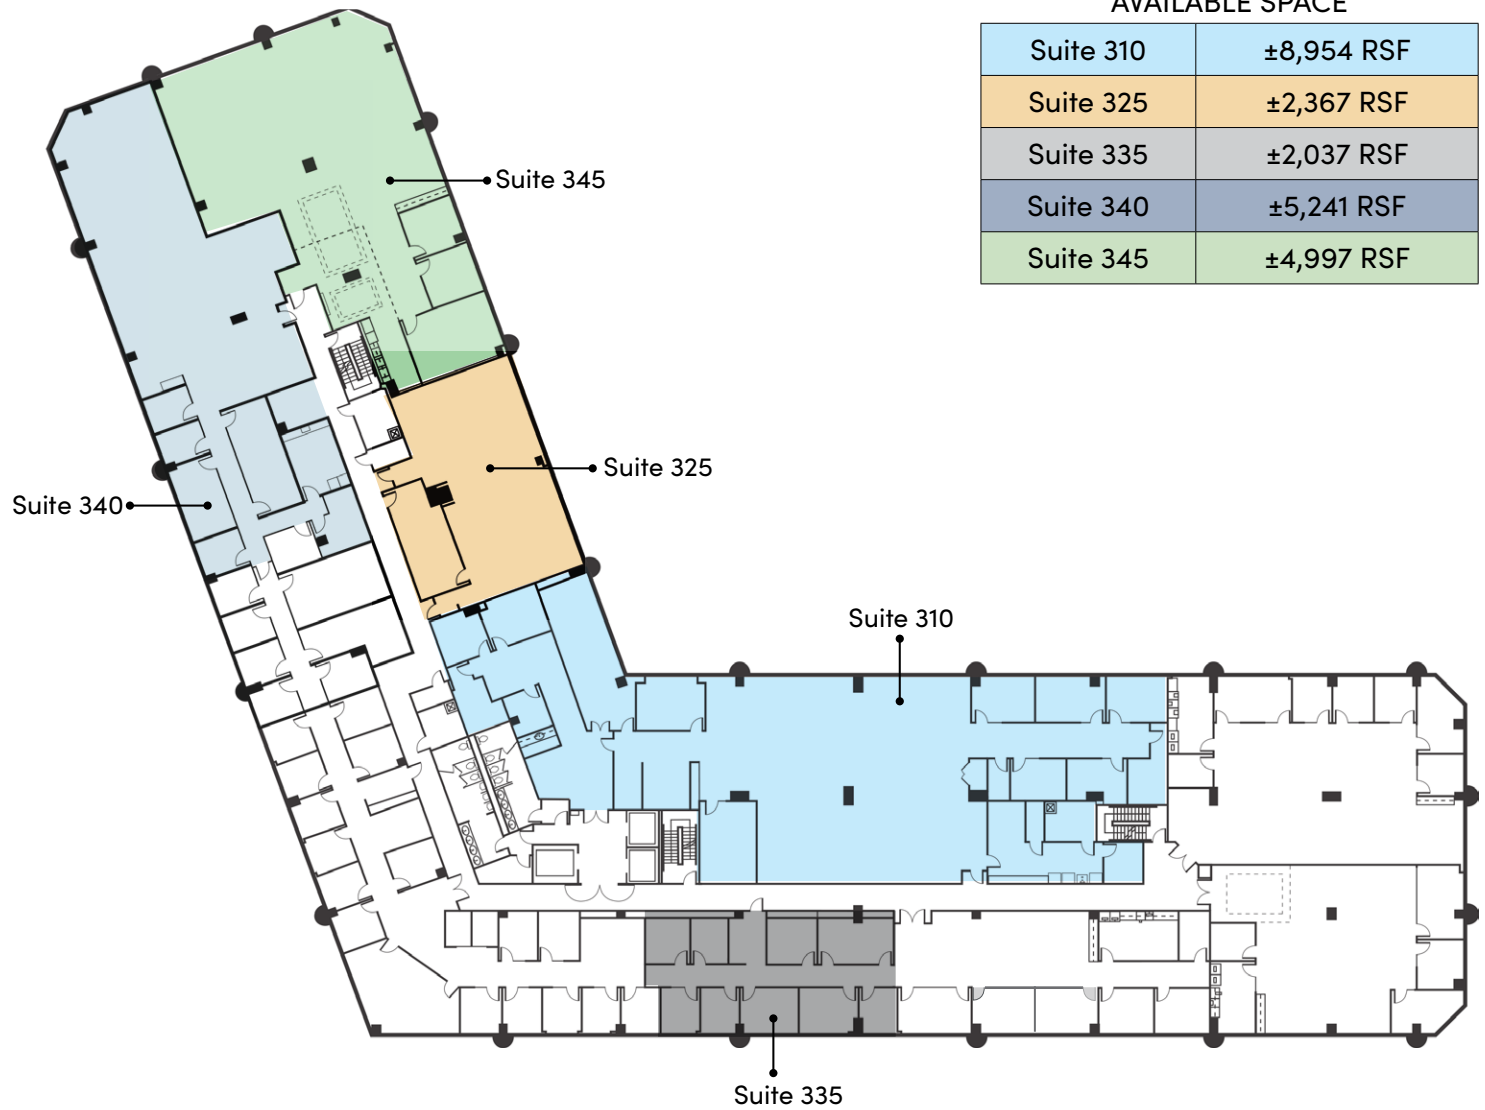 AVAILABLE SPACE
Suite 310 ±8,954 RSF
Suite 325 ±2,367 RSF
Suite 335 ±2,037 RSF
Suite 340 ±5,241 RSF
Suite 345 ±4,997 RSF
Suite 345
Suite 325
Suite 340
Suite 310
Suite 335